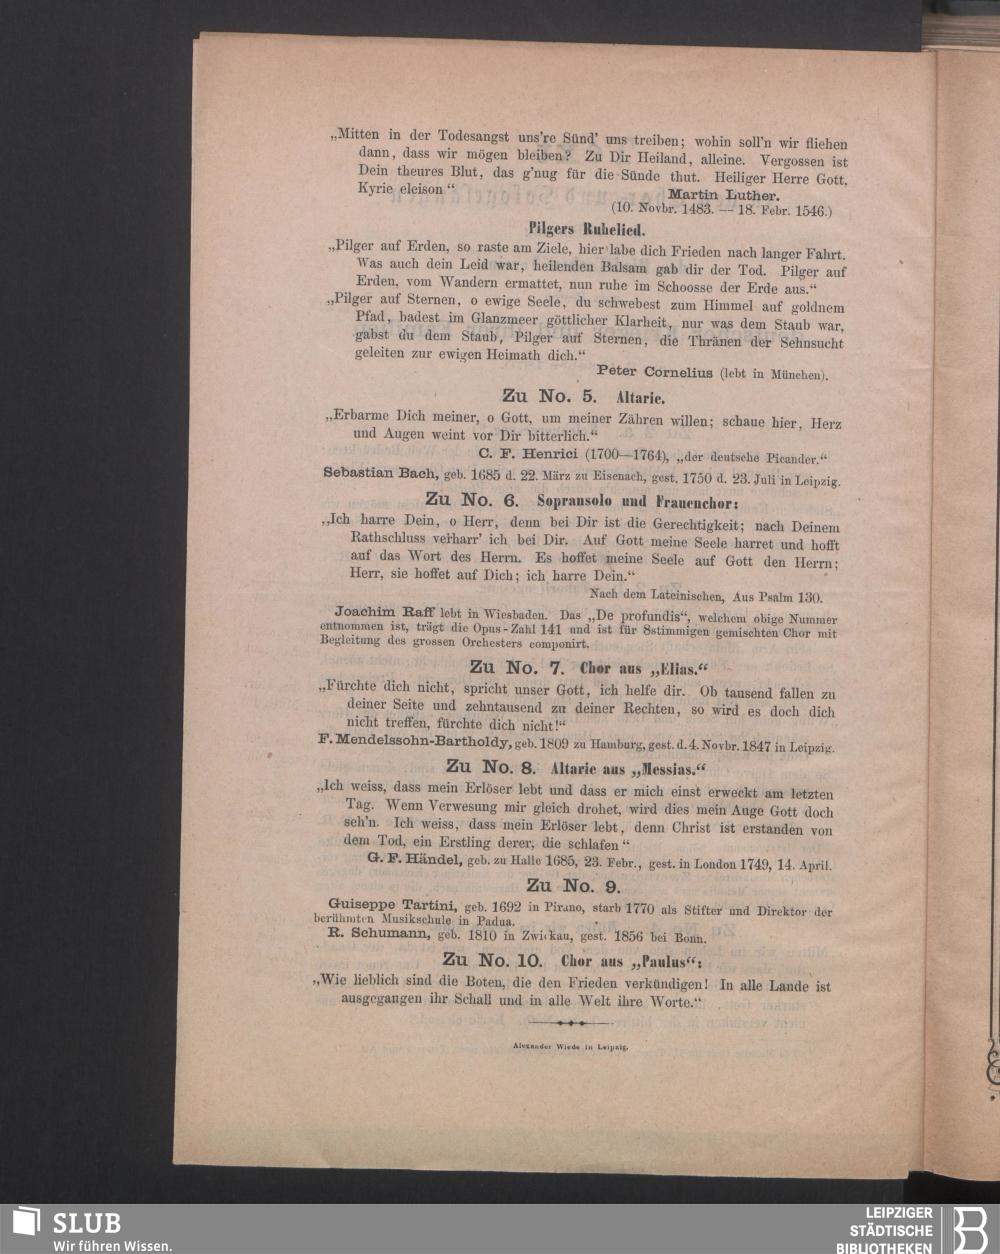 „Mitten in der Todesangst uns're Sünd' uns treiben; wohin soll'n wir fliehen
dann, dass wir mögen bleiben? Zu Dir Heiland, alleine. Vergossen ist
Dein theures Blut, das g'nug für die Sünde thut. Heiliger Herre Gott,
Kyrie eleison “
Martin Luther.
(10. Novbr. 1483. — 18. Febr. 1546.)
Pilgers Ruhelied.
„Pilger auf Erden, so raste am Ziele, hier labe dich Frieden nach langer Fahrt.
Was auch dein Leid war, heilenden Balsam gab dir der Tod. Pilger auf
Erden, vom Wandern ermattet, nun ruhe im Schoosse der Erde aus.“
„Pilger auf Sternen, o ewige Seele, du schwebest zum Himmel auf goldnem
Pfad, badest im Glanzmeer göttlicher Klarheit, nur was dem Staub war,
gabst du dem Staub, Pilger auf Sternen, die Thränen der Sehnsucht
geleiten zur ewigen Heimath dich.“
Peter Cornelius (lebt in München).
Zu No. 5. Altarie.
„Erbarme Dich meiner, o Gott, um meiner Zähren willen; schaue hier, Herz
und Augen weint vor Dir bitterlich.“
C. F. Henrici (1700—1764), „der deutsche Picander.“
Sebastian Bach, geb. 1685 d. 22. März zu Eisenach, gest. 1750 d. 23. Juli in Leipzig.
Zu No. 6. Sopransolo und Frauenchor:
„Ich harre Dein, o Herr, denn bei Dir ist die Gerechtigkeit; nach Deinem
Rathschluss verharr' ich bei Dir. Auf Gott meine Seele harret und hofft
auf das Wort des Herrn. Es hoffet meine Seele auf Gott den Herrn;
Herr, sie hoffet auf Dich; ich harre Dein.“
Nach dem Lateinischen, Aus Psalm 130.
Joachim Raff lebt in Wiesbaden. Das „De profundis“, welchem obige Nummer
entnommen ist, trägt die Opus-Zahl 141 und ist für 8stimmigen gemischten Chor mit
Begleitung des grossen Orchesters componirt.
Zu No. 7. Chor aus „Elias.“
„Fürchte dich nicht, spricht unser Gott, ich helfe dir. Ob tausend fallen zu
deiner Seite und zehntausend zu deiner Rechten, so wird es doch dich
nicht treffen, fürchte dich nicht!“
F. Mendelssohn-Bartholdy, geb. 1809 zu Hamburg, gest. d. 4. Novbr. 1847 in Leipzig.
Zu No. 8. Altarie aus „Messias.“
„Ich weiss, dass mein Erlöser lebt und dass er mich einst erweckt am letzten
Tag. Wenn Verwesung mir gleich drohet, wird dies mein Auge Gott doch
seh'n. Ich weiss, dass mein Erlöser lebt, denn Christ ist erstanden von
dem Tod, ein Erstling derer, die schlafen “
G. F. Händel, geb. zu Halle 1685, 23. Febr., gest. in London 1749, 14. April.
Zu No. 9.
Guiseppe Tartini, geb. 1692 in Pirano, starb 1770 als Stifter und Direktor der
berühmten Musikschule in Padua.
R. Schumann, geb. 1810 in Zwickau, gest. 1856 bei Bonn.
Zu No. 10. Chor aus „Paulus“:
„Wie lieblich sind die Boten, die den Frieden verkündigen! In alle Lande ist
ausgegangen ihr Schall und in alle Welt ihre Worte.“
Alexander Wiede in Leipzig.
SLUB
Wir führen Wissen.
LEIPZIGER
STÄDTISCHE
BIBLIOTHEKEN